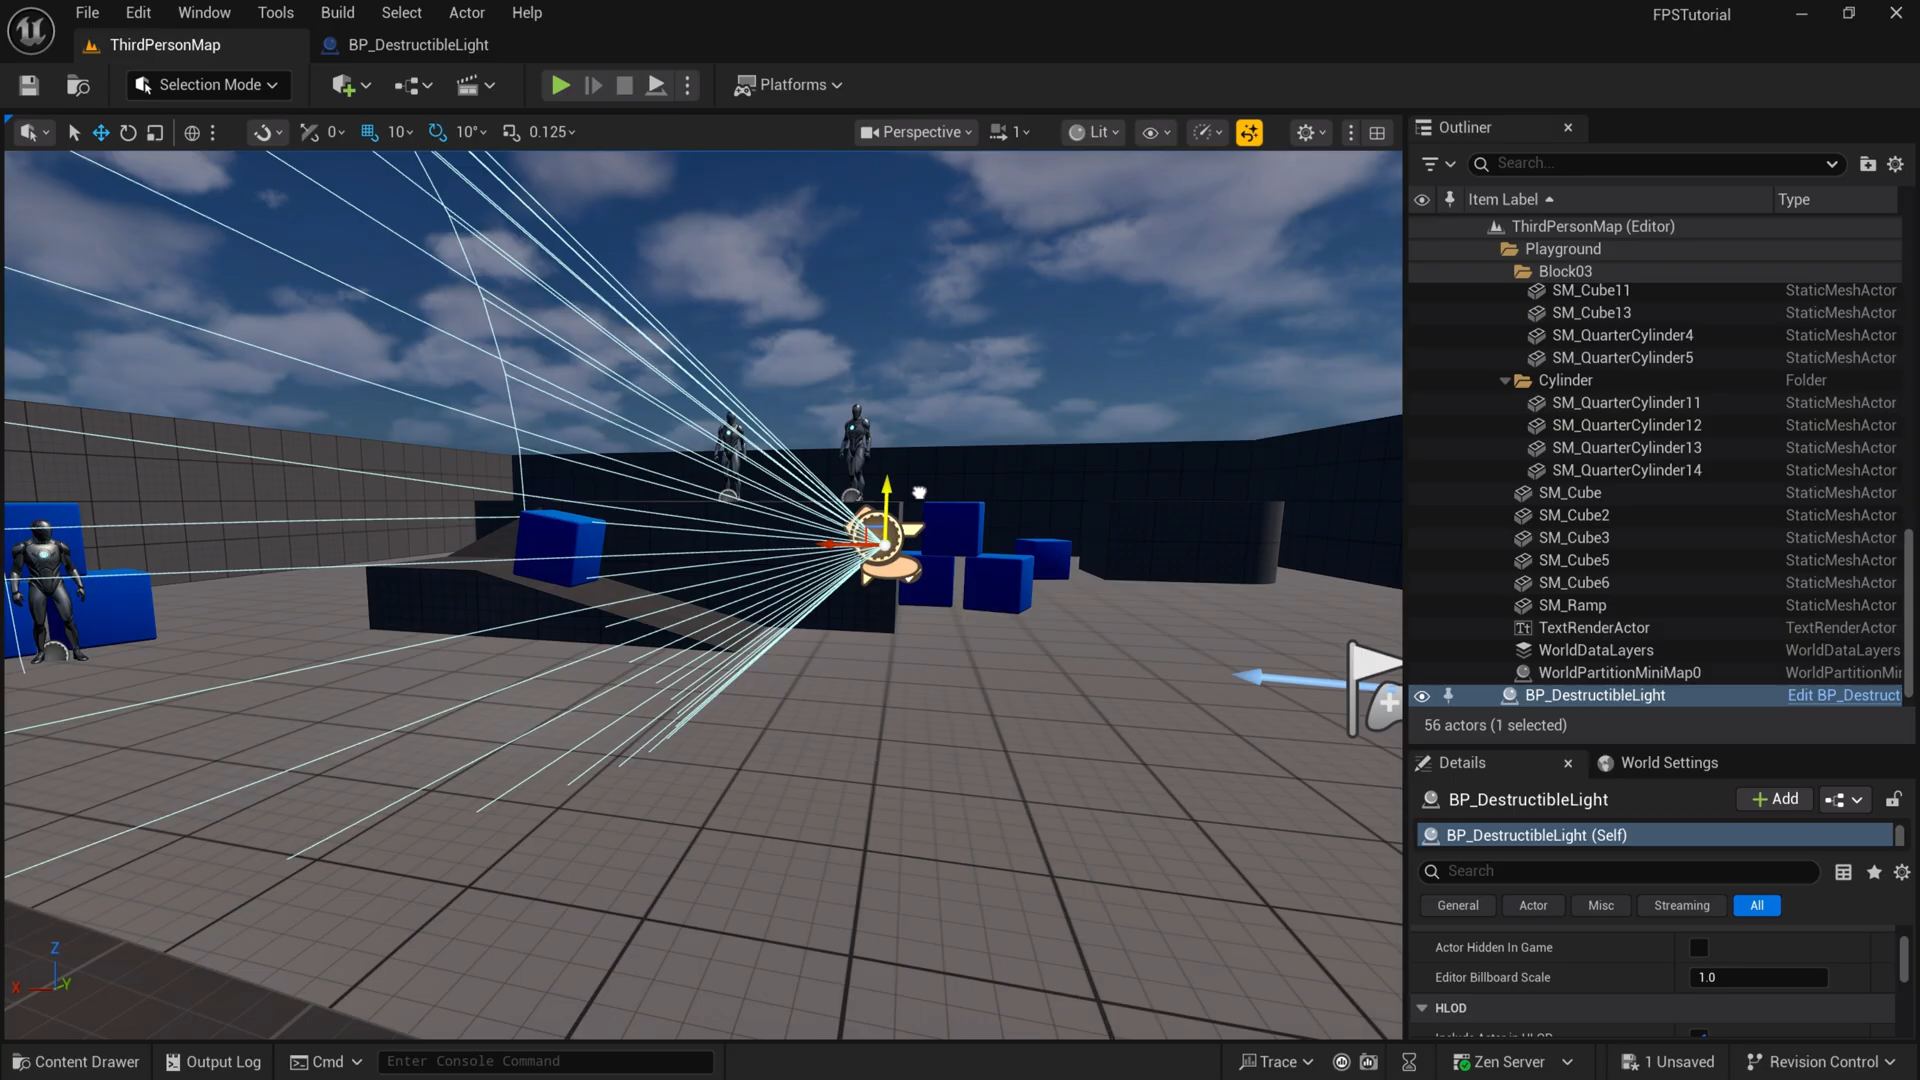 File Edit Window Tools Build Select Actor Help
FPSTutorial
ThirdPersonMap
BP_DestructibleLight
Selection Mode
Platforms
0
10
10°
0.125
Perspective
1
Lit
Outliner
Search...
Item Label
Type
ThirdPersonMap (Editor)
Playground
Block03
SM_Cube11 StaticMeshActor
SM_Cube13 StaticMeshActor
SM_QuarterCylinder4 StaticMeshActor
SM_QuarterCylinder5 StaticMeshActor
Cylinder Folder
SM_QuarterCylinder11 StaticMeshActor
SM_QuarterCylinder12 StaticMeshActor
SM_QuarterCylinder13 StaticMeshActor
SM_QuarterCylinder14 StaticMeshActor
SM_Cube StaticMeshActor
SM_Cube2 StaticMeshActor
SM_Cube3 StaticMeshActor
SM_Cube5 StaticMeshActor
SM_Cube6 StaticMeshActor
SM_Ramp StaticMeshActor
TextRenderActor TextRenderActor
WorldDataLayers WorldDataLayers
WorldPartitionMiniMap0 WorldPartitionMin
BP_DestructibleLight Edit BP_Destruct
56 actors (1 selected)
Details
World Settings
BP_DestructibleLight
Add
BP_DestructibleLight (Self)
Search
General Actor Misc Streaming All
Actor Hidden In Game
Editor Billboard Scale 1.0
HLOD
Z
X
Y
Content Drawer
Output Log
Cmd
Enter Console Command
Trace
Zen Server
1 Unsaved
Revision Control